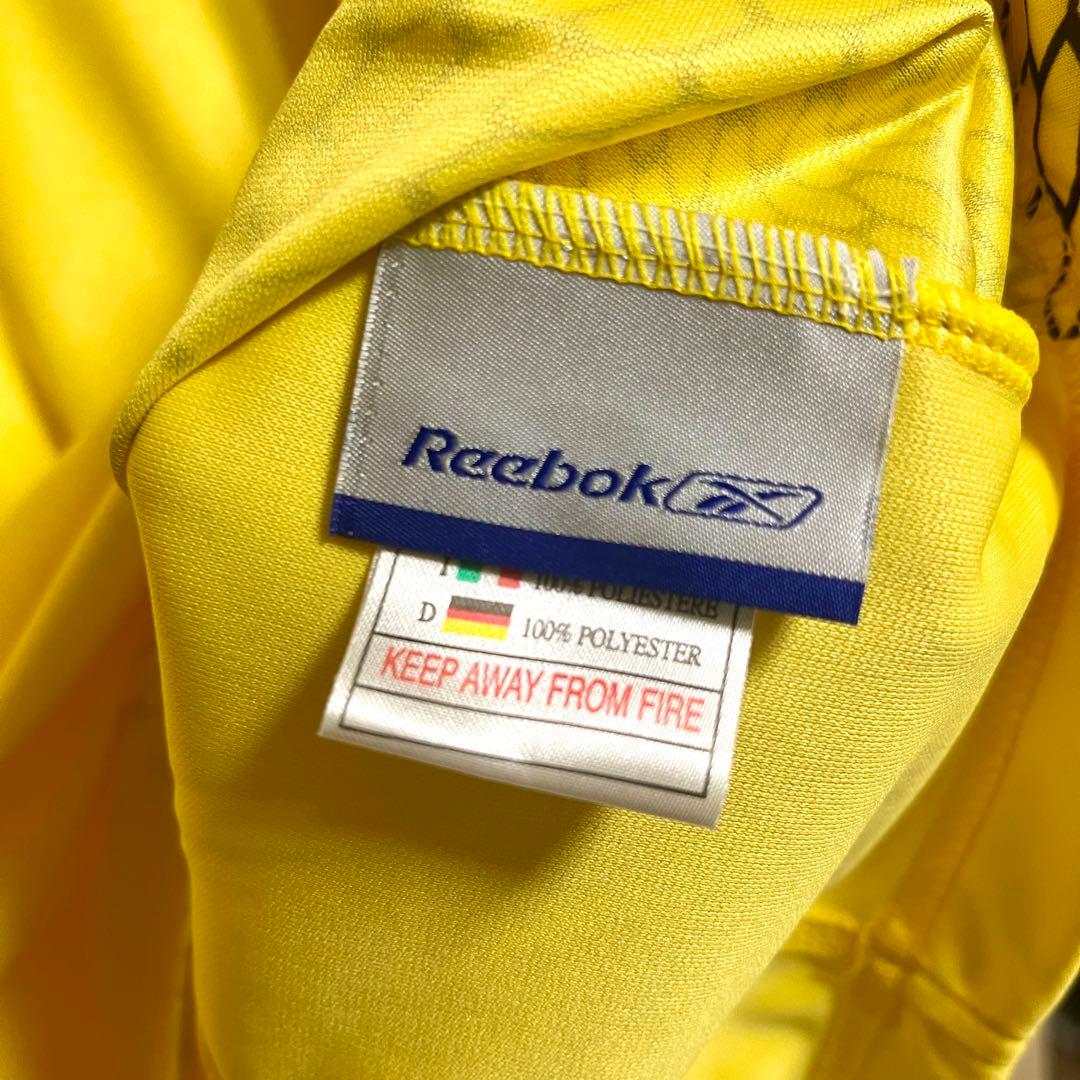 Reebok
I 100% POLIESTERE
D 100% POLYESTER
KEEP AWAY FROM FIRE